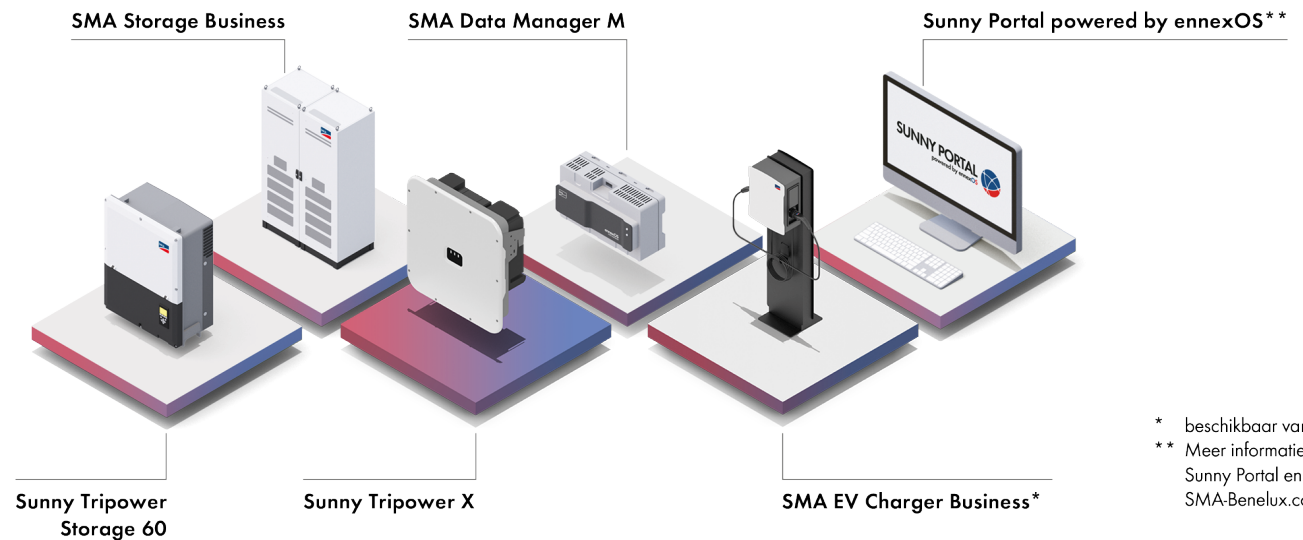 SMA Storage Business
SMA Data Manager M
Sunny Portal powered by ennexOS**
SUNNY PORTAL
powered by ennexOS
Sunny Tripower
Storage 60
Sunny Tripower X
SMA EV Charger Business*
* beschikbaar
** Meer informatie
Sunny Portal en